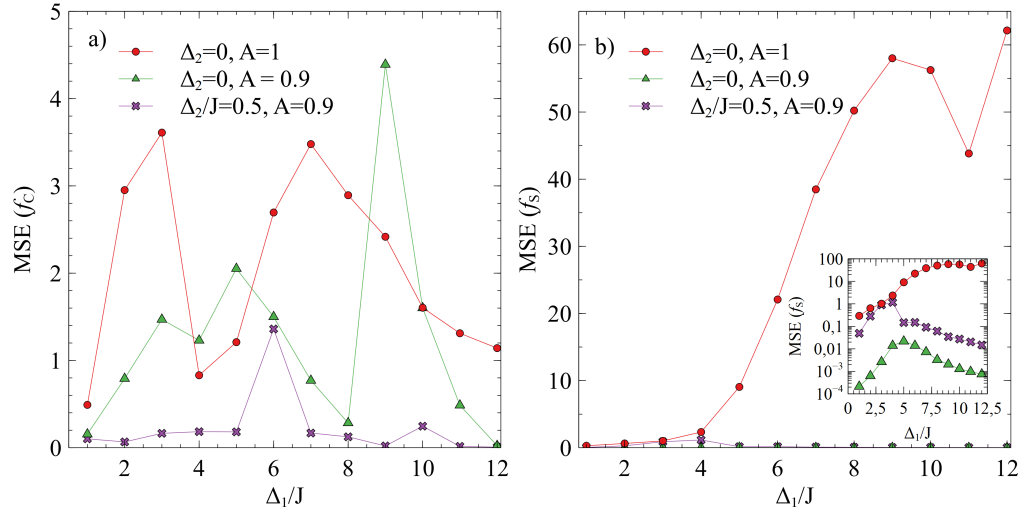 a)
Δ₂=0, A=1
Δ₂=0, A = 0.9
Δ₂/J=0.5, A=0.9
MSE (f_C)
5
4
3
2
1
0
2 4 6 8 10 12
Δ₁/J
b)
Δ₂=0, A=1
Δ₂=0, A=0.9
Δ₂/J=0.5, A=0.9
MSE (f_S)
60
50
40
30
20
10
0
2 4 6 8 10 12
Δ₁/J
MSE (f_S)
100
10
1
0,1
0,01
10⁻³
10⁻⁴
0 2,5 5 7,5 10 12,5
Δ₁/J